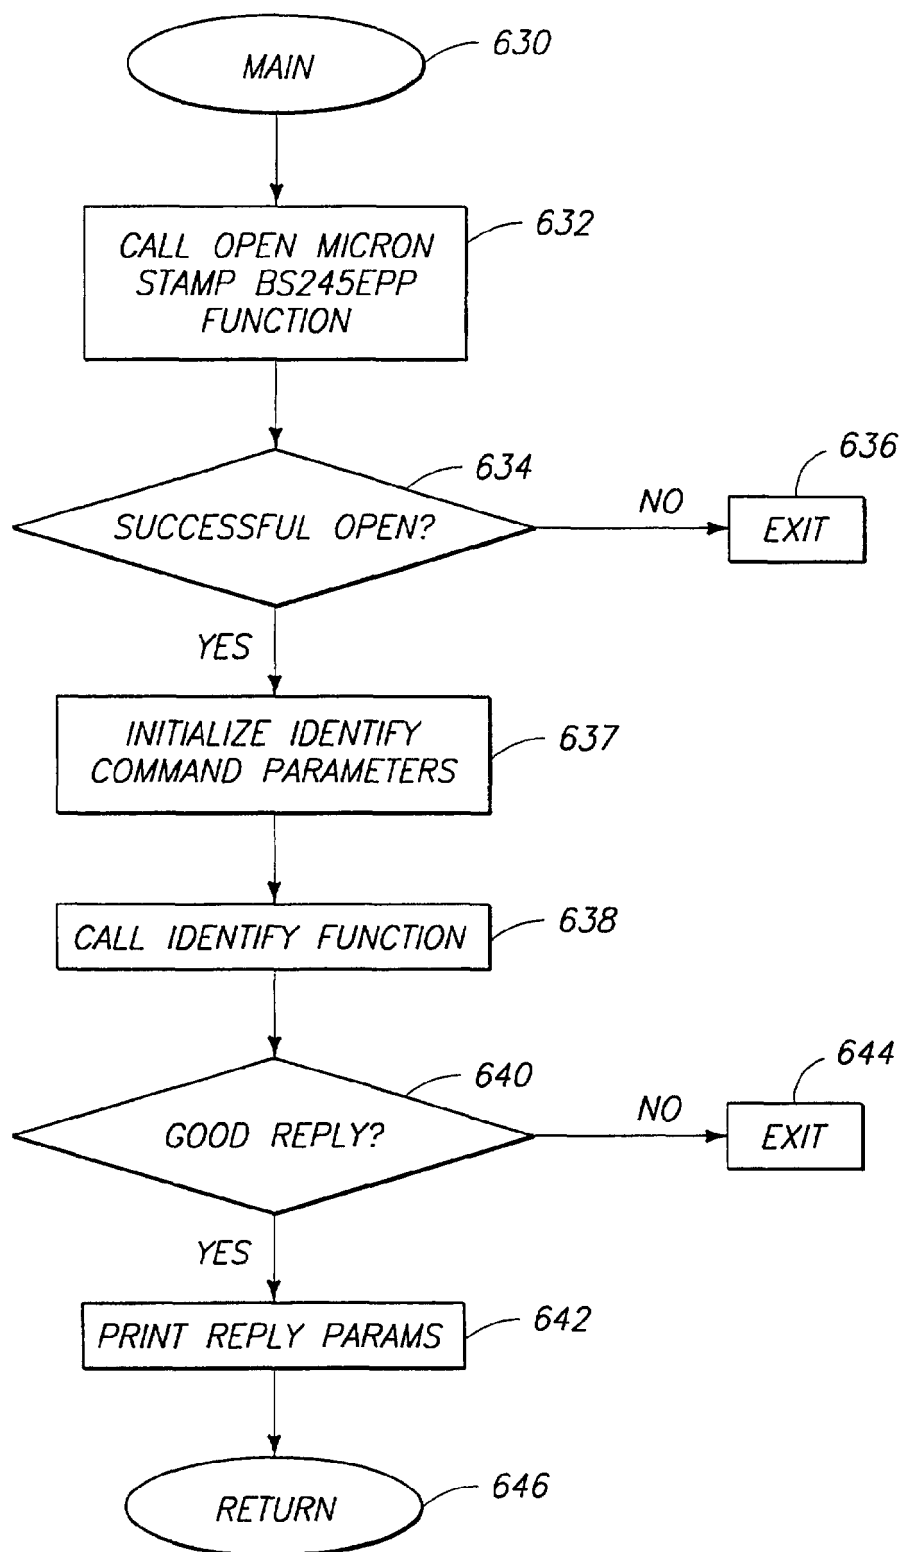 MAIN
630
CALL OPEN MICRON
STAMP BS245EPP
FUNCTION
632
SUCCESSFUL OPEN?
634
NO
EXIT
636
YES
INITIALIZE IDENTIFY
COMMAND PARAMETERS
637
CALL IDENTIFY FUNCTION
638
GOOD REPLY?
640
NO
EXIT
644
YES
PRINT REPLY PARAMS
642
RETURN
646